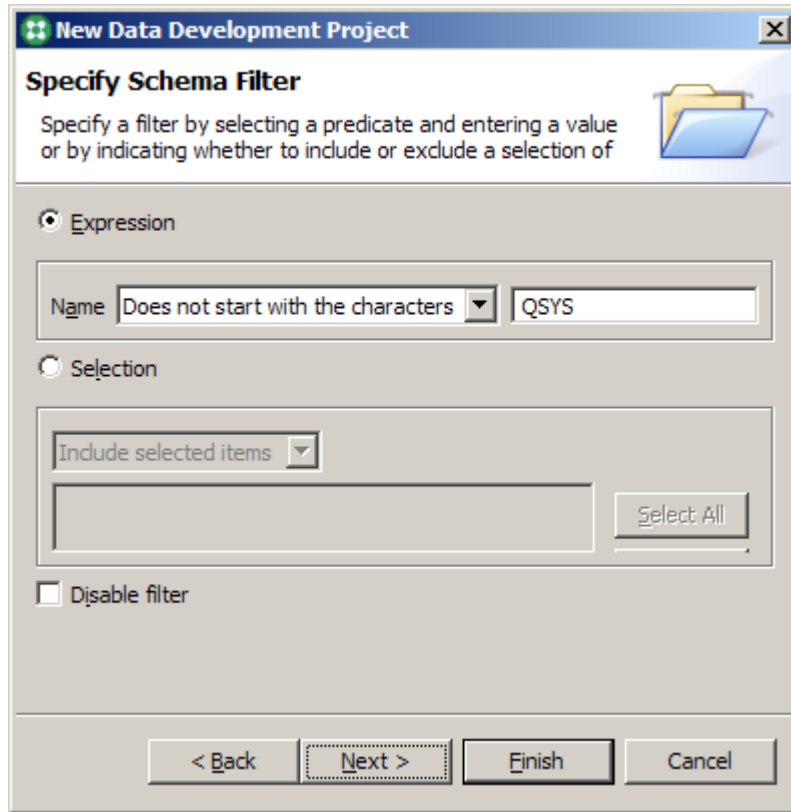 New Data Development Project
Specify Schema Filter
Specify a filter by selecting a predicate and entering a value
or by indicating whether to include or exclude a selection of
Expression
Name Does not start with the characters QSYS
Selection
Include selected items
Select All
Disable filter
< Back Next > Finish Cancel